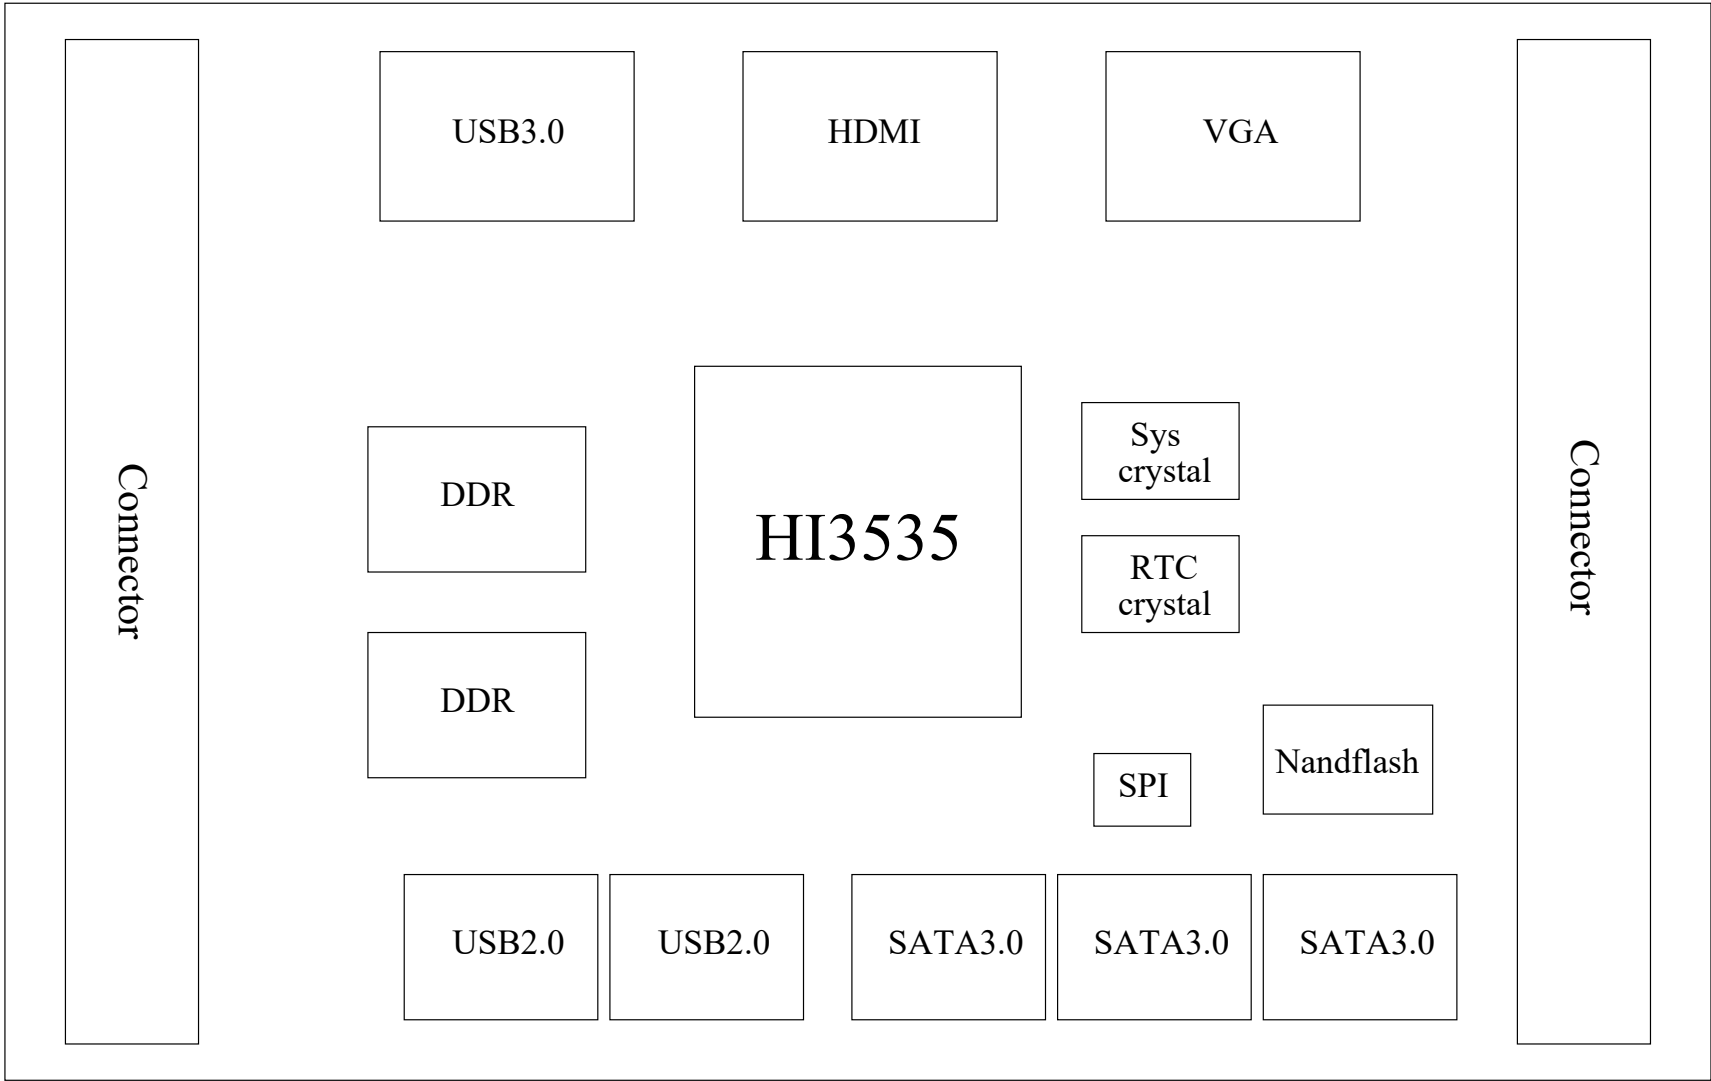 USB3.0
HDMI
VGA
Connector
DDR
HI3535
Sys
crystal
RTC
crystal
Connector
DDR
SPI
Nandflash
USB2.0
USB2.0
SATA3.0
SATA3.0
SATA3.0